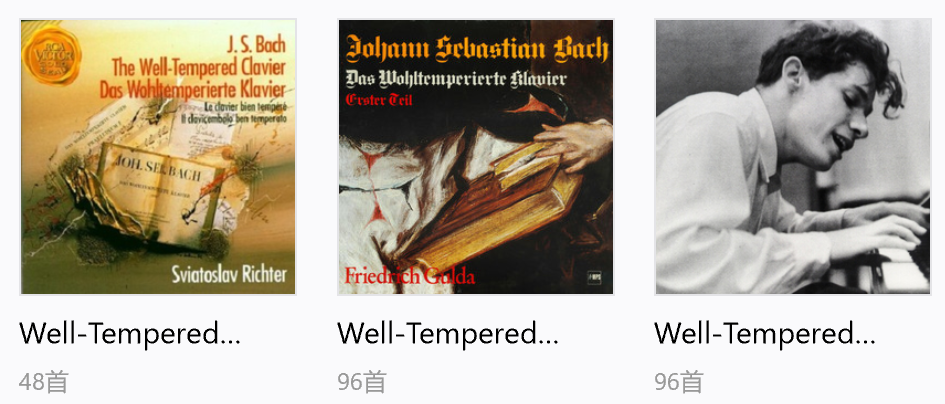 RCA
VICTOR
J. S. Bach
The Well-Tempered Clavier
Das Wohltemperierte Klavier
Le clavier bien tempéré
Il clavicembalo ben temperato
JOH. SEB. BACH
Sviatoslav Richter
Johann Sebastian Bach
Das Wohltemperierte Klavier
Erster Teil
Friedrich Gulda
MPS
Well-Tempered...
Well-Tempered...
Well-Tempered...
48首
96首
96首